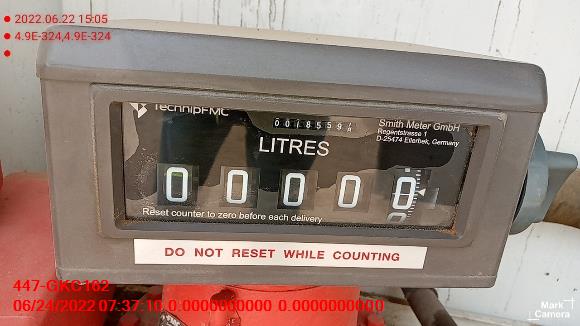 2022.06.22 15:05
4.9E-324,4.9E-324
TechnipFMC
0018559
Smith Meter GmbH
Regentstrasse 1
D-25474 Ellerbek, Germany
LITRES
0 0 0 0 0
Reset counter to zero before each delivery
DO NOT RESET WHILE COUNTING
447-GKC162
06/24/2022 07:37:10 0.0000000000 0.0000000000
Mark
Camera